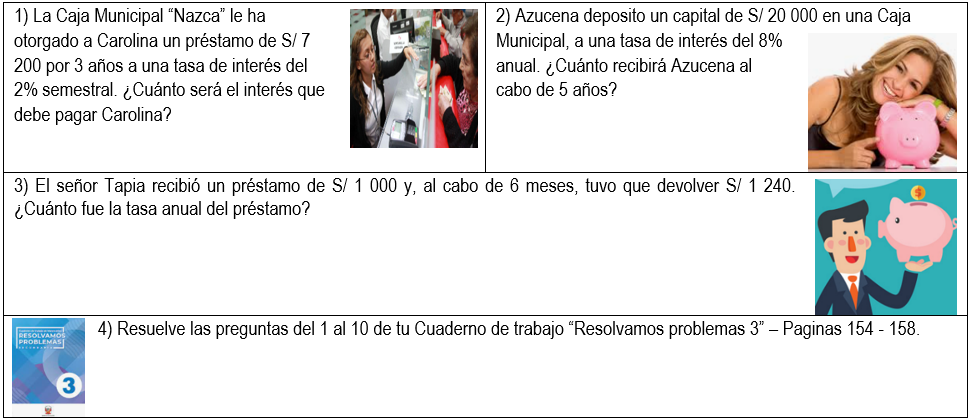 1) La Caja Municipal “Nazca” le ha
otorgado a Carolina un préstamo de S/ 7
200 por 3 años a una tasa de interés del
2% semestral. ¿Cuánto será el interés que
debe pagar Carolina?
2) Azucena deposito un capital de S/ 20 000 en una Caja
Municipal, a una tasa de interés del 8%
anual. ¿Cuánto recibirá Azucena al
cabo de 5 años?
3) El señor Tapia recibió un préstamo de S/ 1 000 y, al cabo de 6 meses, tuvo que devolver S/ 1 240.
¿Cuánto fue la tasa anual del préstamo?
$
RESOLVAMOS
PROBLEMAS
3
4) Resuelve las preguntas del 1 al 10 de tu Cuaderno de trabajo “Resolvamos problemas 3” – Paginas 154 - 158.